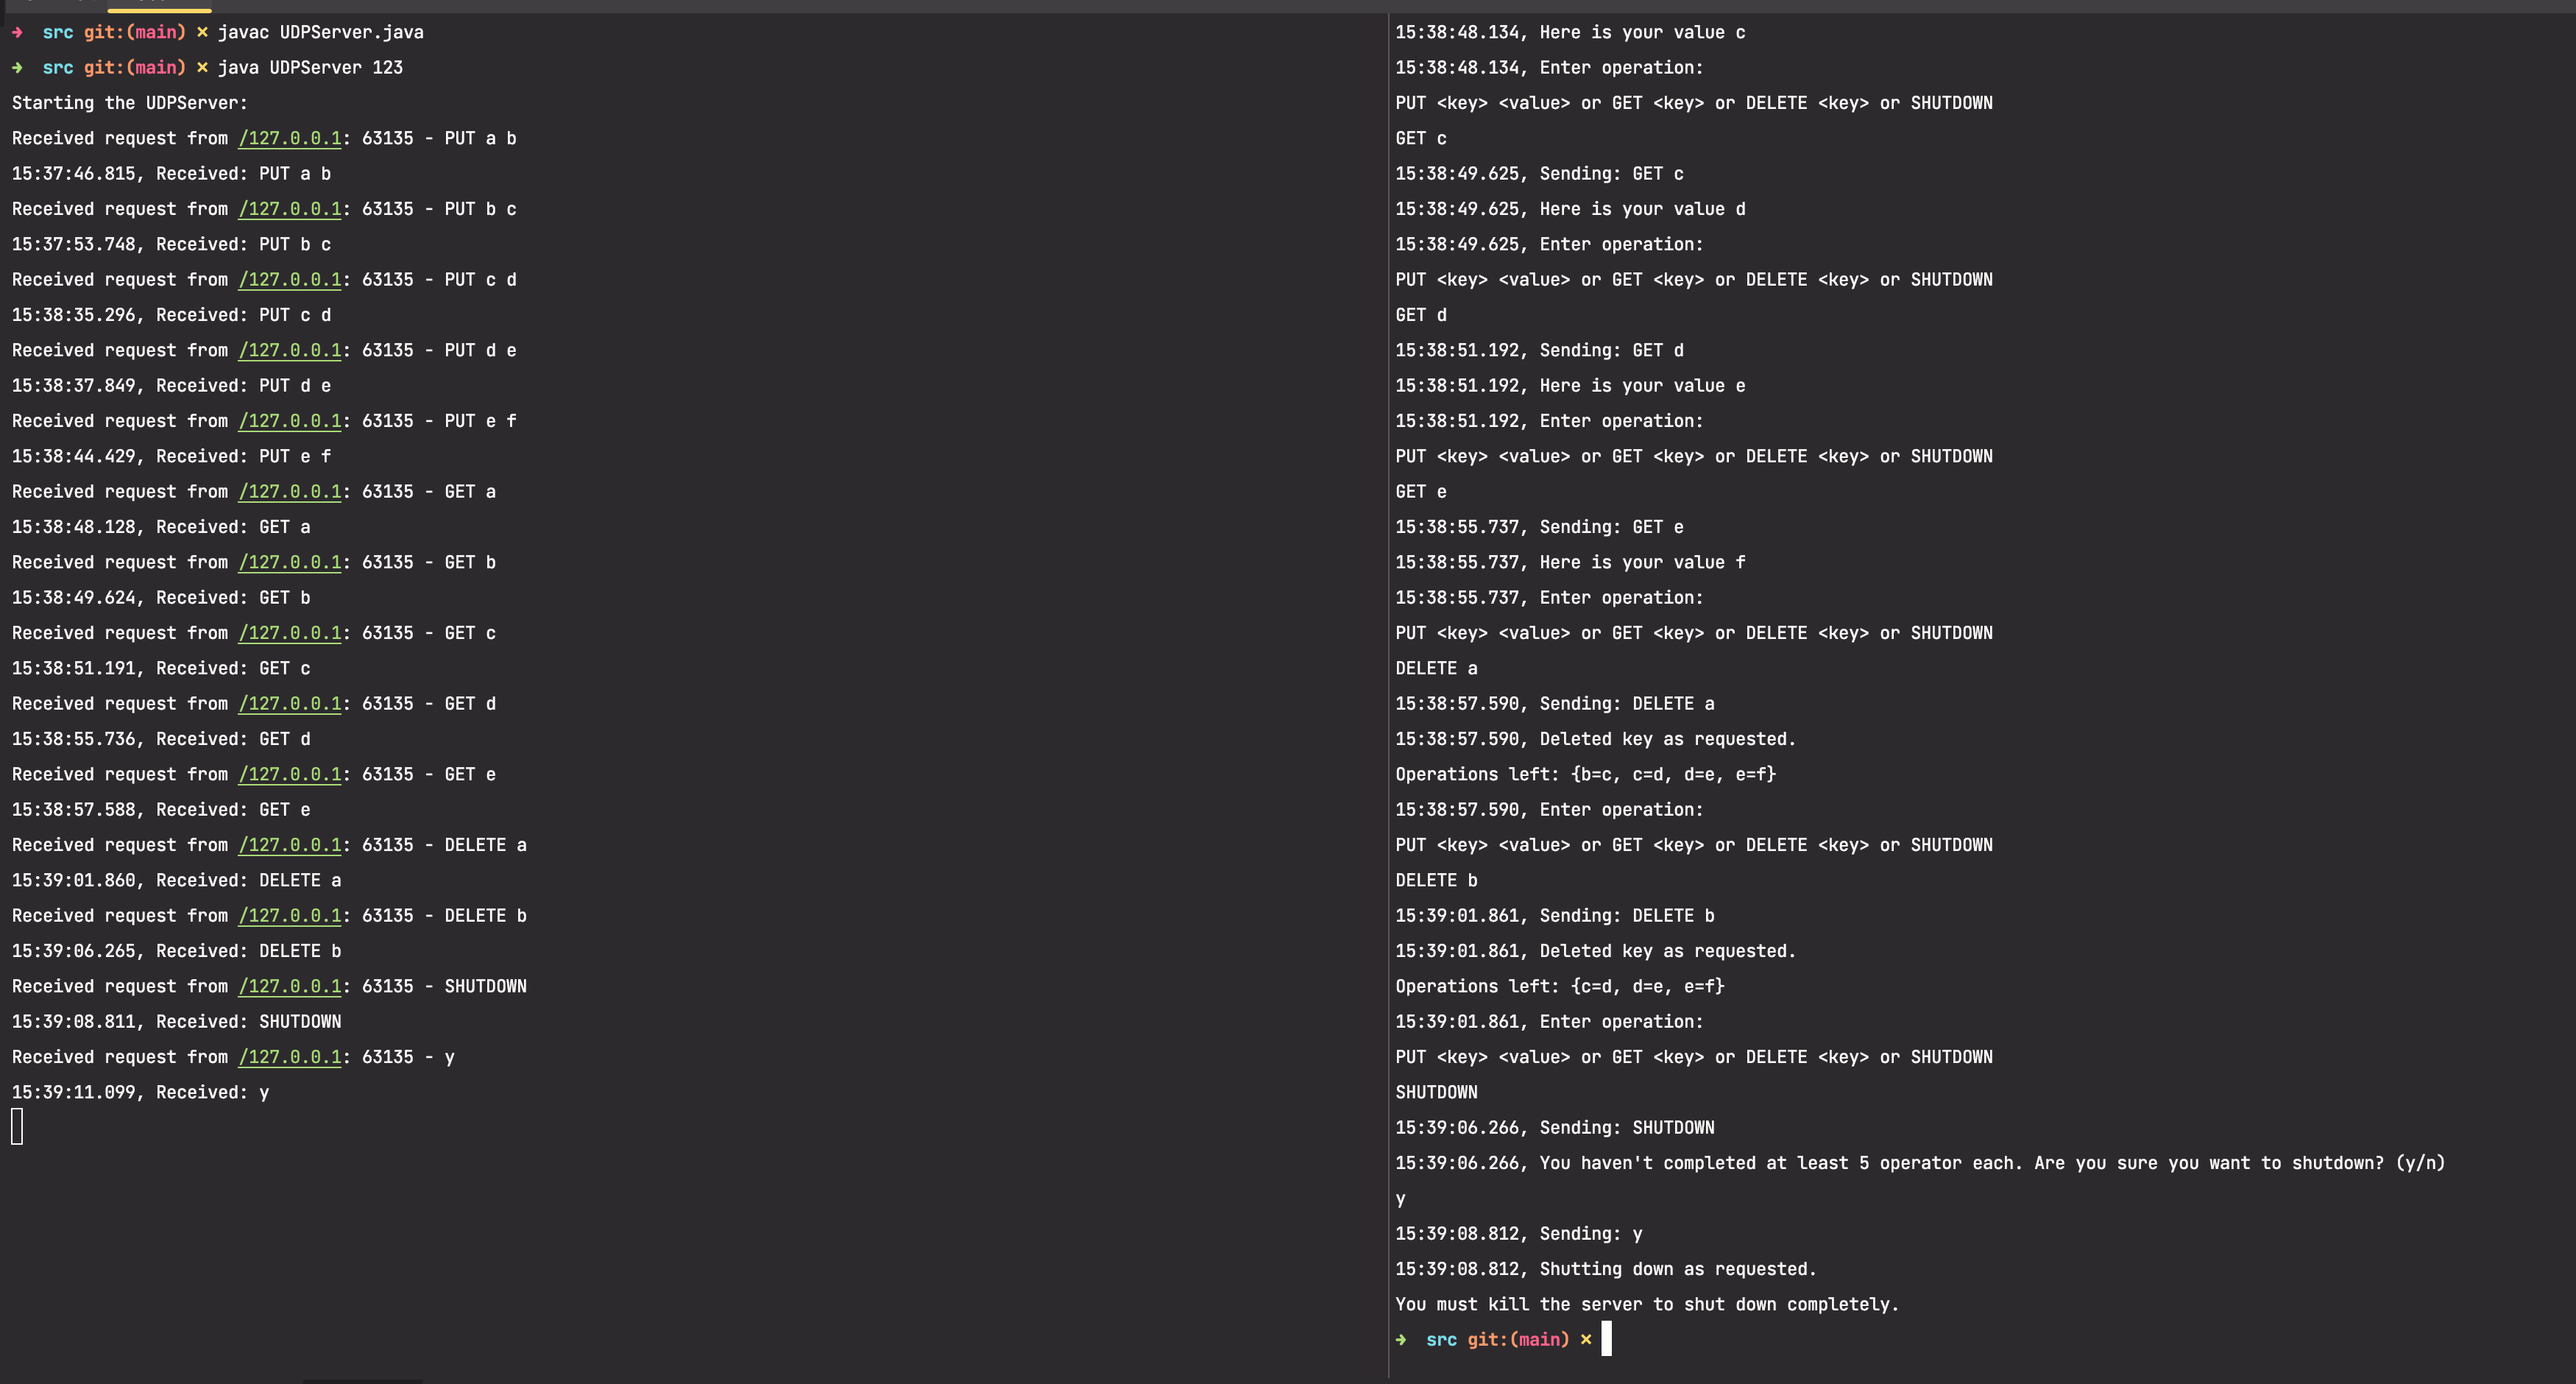 ➜ src git:(main) × javac UDPServer.java
➜ src git:(main) × java UDPServer 123
Starting the UDPServer:
Received request from /127.0.0.1: 63135 - PUT a b
15:37:46.815, Received: PUT a b
Received request from /127.0.0.1: 63135 - PUT b c
15:37:53.748, Received: PUT b c
Received request from /127.0.0.1: 63135 - PUT c d
15:38:35.296, Received: PUT c d
Received request from /127.0.0.1: 63135 - PUT d e
15:38:37.849, Received: PUT d e
Received request from /127.0.0.1: 63135 - PUT e f
15:38:44.429, Received: PUT e f
Received request from /127.0.0.1: 63135 - GET a
15:38:48.128, Received: GET a
Received request from /127.0.0.1: 63135 - GET b
15:38:49.624, Received: GET b
Received request from /127.0.0.1: 63135 - GET c
15:38:51.191, Received: GET c
Received request from /127.0.0.1: 63135 - GET d
15:38:55.736, Received: GET d
Received request from /127.0.0.1: 63135 - GET e
15:38:57.588, Received: GET e
Received request from /127.0.0.1: 63135 - DELETE a
15:39:01.860, Received: DELETE a
Received request from /127.0.0.1: 63135 - DELETE b
15:39:06.265, Received: DELETE b
Received request from /127.0.0.1: 63135 - SHUTDOWN
15:39:08.811, Received: SHUTDOWN
Received request from /127.0.0.1: 63135 - y
15:39:11.099, Received: y
15:38:48.134, Here is your value c
15:38:48.134, Enter operation:
PUT <key> <value> or GET <key> or DELETE <key> or SHUTDOWN
GET c
15:38:49.625, Sending: GET c
15:38:49.625, Here is your value d
15:38:49.625, Enter operation:
PUT <key> <value> or GET <key> or DELETE <key> or SHUTDOWN
GET d
15:38:51.192, Sending: GET d
15:38:51.192, Here is your value e
15:38:51.192, Enter operation:
PUT <key> <value> or GET <key> or DELETE <key> or SHUTDOWN
GET e
15:38:55.737, Sending: GET e
15:38:55.737, Here is your value f
15:38:55.737, Enter operation:
PUT <key> <value> or GET <key> or DELETE <key> or SHUTDOWN
DELETE a
15:38:57.590, Sending: DELETE a
15:38:57.590, Deleted key as requested.
Operations left: {b=c, c=d, d=e, e=f}
15:38:57.590, Enter operation:
PUT <key> <value> or GET <key> or DELETE <key> or SHUTDOWN
DELETE b
15:39:01.861, Sending: DELETE b
15:39:01.861, Deleted key as requested.
Operations left: {c=d, d=e, e=f}
15:39:01.861, Enter operation:
PUT <key> <value> or GET <key> or DELETE <key> or SHUTDOWN
SHUTDOWN
15:39:06.266, Sending: SHUTDOWN
15:39:06.266, You haven't completed at least 5 operator each. Are you sure you want to shutdown? (y/n)
y
15:39:08.812, Sending: y
15:39:08.812, Shutting down as requested.
You must kill the server to shut down completely.
➜ src git:(main) ×